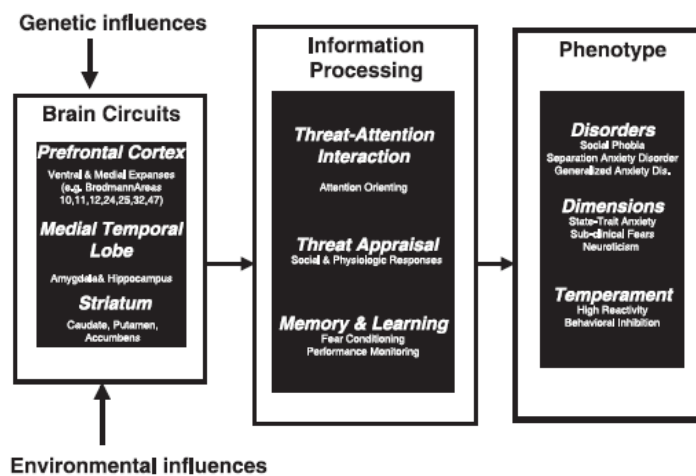 Genetic influences
Brain Circuits
Prefrontal Cortex
Ventral & Medial Expanses
(e.g. BrodmannAreas
10,11,12,24,25,32,47)
Medial Temporal
Lobe
Amygdala& Hippocampus
Striatum
Caudate, Putamen,
Accumbens
Environmental influences
Information
Processing
Threat-Attention
Interaction
Attention Orienting
Threat Appraisal
Social & Physiologic Responses
Memory & Learning
Fear Conditioning
Performance Monitoring
Phenotype
Disorders
Social Phobia
Separation Anxiety Disorder
Generalized Anxiety Dis.
Dimensions
State-Trait Anxiety
Sub-clinical Fears
Neuroticism
Temperament
High Reactivity
Behavioral Inhibition